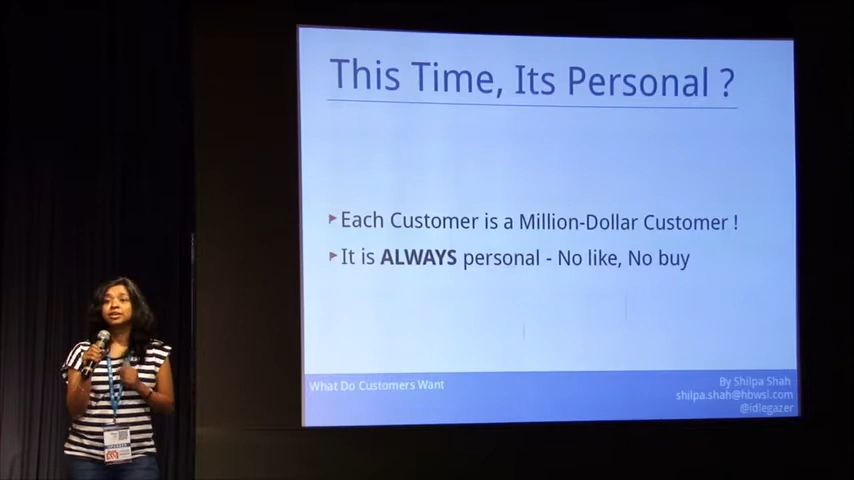 This Time, Its Personal ?
Each Customer is a Million-Dollar Customer !
It is ALWAYS personal - No like, No buy
What Do Customers Want
By Shilpa Shah
shilpa.shah@hbwsl.com
@idlegazer